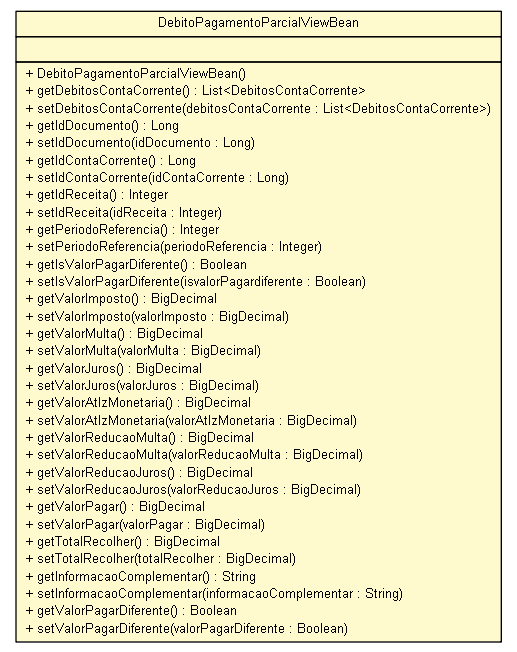 DebitoPagamentoParcialViewBean
+ DebitoPagamentoParcialViewBean()
+ getDebitosContaCorrente() : List<DebitosContaCorrente>
+ setDebitosContaCorrente(debitosContaCorrente : List<DebitosContaCorrente>)
+ getIdDocumento() : Long
+ setIdDocumento(idDocumento : Long)
+ getIdContaCorrente() : Long
+ setIdContaCorrente(idContaCorrente : Long)
+ getIdReceita() : Integer
+ setIdReceita(idReceita : Integer)
+ getPeriodoReferencia() : Integer
+ setPeriodoReferencia(periodoReferencia : Integer)
+ getIsValorPagarDiferente() : Boolean
+ setIsValorPagarDiferente(isvalorPagardiferente : Boolean)
+ getValorImposto() : BigDecimal
+ setValorImposto(valorImposto : BigDecimal)
+ getValorMulta() : BigDecimal
+ setValorMulta(valorMulta : BigDecimal)
+ getValorJuros() : BigDecimal
+ setValorJuros(valorJuros : BigDecimal)
+ getValorAtlzMonetaria() : BigDecimal
+ setValorAtlzMonetaria(valorAtlzMonetaria : BigDecimal)
+ getValorReducaoMulta() : BigDecimal
+ setValorReducaoMulta(valorReducaoMulta : BigDecimal)
+ getValorReducaoJuros() : BigDecimal
+ setValorReducaoJuros(valorReducaoJuros : BigDecimal)
+ getValorPagar() : BigDecimal
+ setValorPagar(valorPagar : BigDecimal)
+ getTotalRecolher() : BigDecimal
+ setTotalRecolher(totalRecolher : BigDecimal)
+ getInformacaoComplementar() : String
+ setInformacaoComplementar(informacaoComplementar : String)
+ getValorPagarDiferente() : Boolean
+ setValorPagarDiferente(valorPagarDiferente : Boolean)